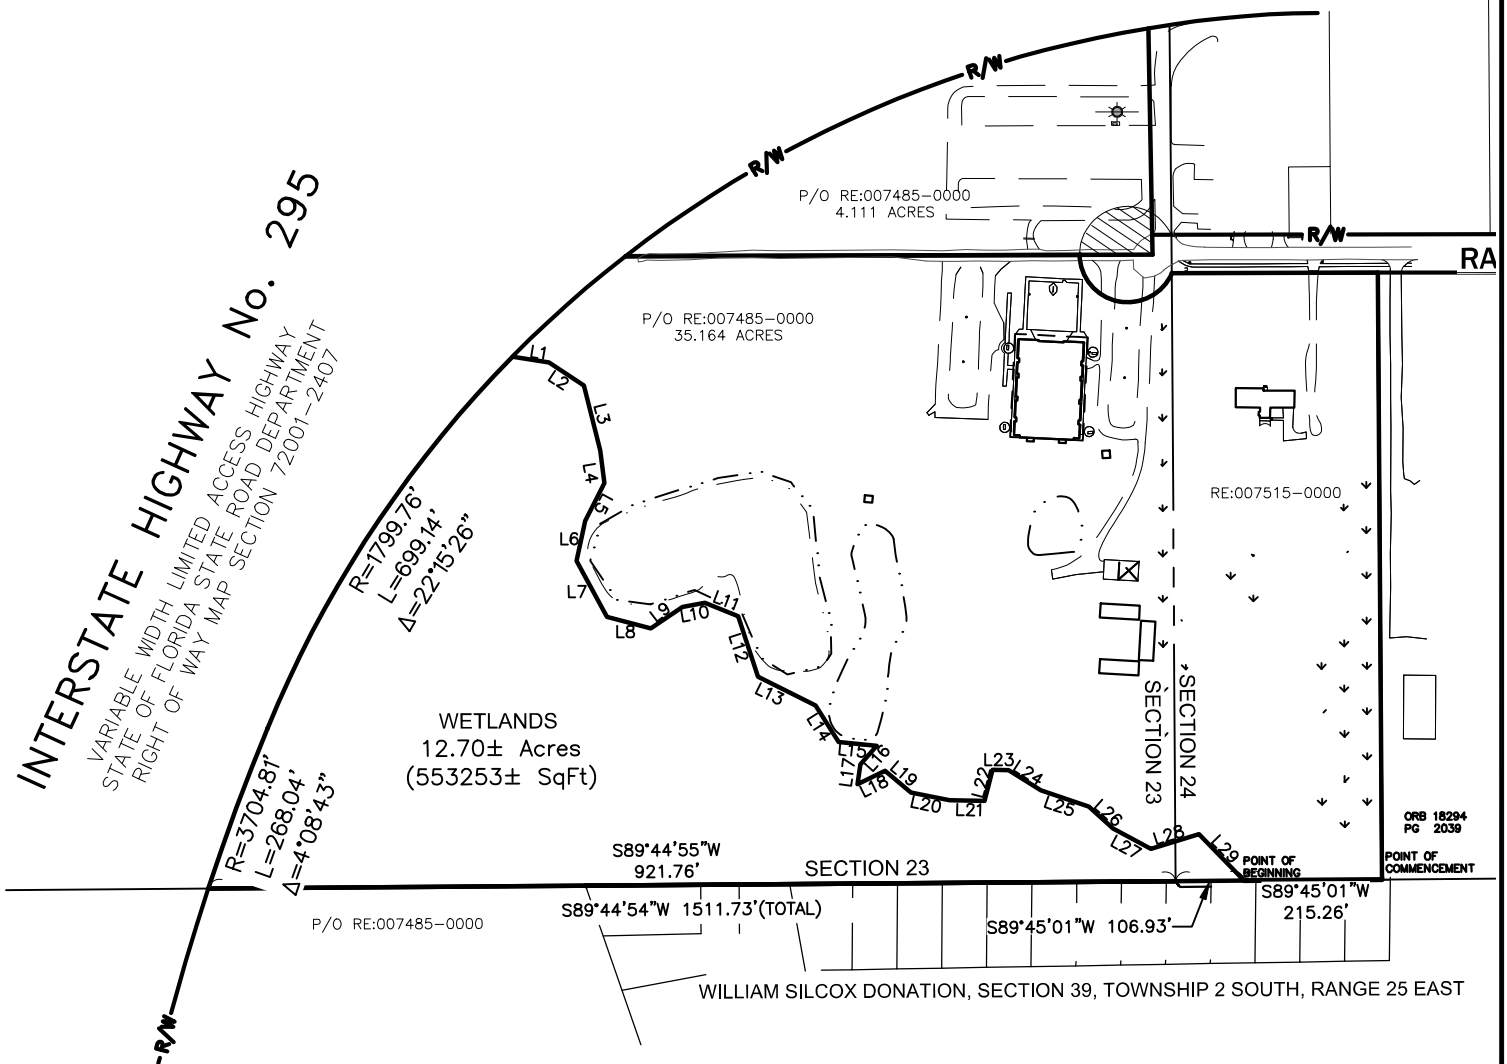 R/W
R/W
P/O RE:007485-0000
4.111 ACRES
R/W
RA
INTERSTATE HIGHWAY No. 295
VARIABLE WIDTH LIMITED ACCESS HIGHWAY
STATE OF FLORIDA STATE ROAD DEPARTMENT
RIGHT OF WAY MAP SECTION 72001-2407
P/O RE:007485-0000
35.164 ACRES
L1
L2
L3
L4
L5
L6
L7
L8
L9
L10
L11
L12
L13
L14
L15
L16
L17
L18
L19
L20
L21
L22
L23
L24
L25
L26
L27
L28
L29
R=1799.76'
L=699.14'
Δ=22°15'26"
RE:007515-0000
WETLANDS
12.70± Acres
(553253± SqFt)
SECTION 23
SECTION 24
R=3704.81'
L=268.04'
Δ=4°08'43"
ORB 18294
PG 2039
POINT OF
COMMENCEMENT
POINT OF
BEGINNING
S89°44'55"W
921.76'
SECTION 23
S89°45'01"W
215.26'
S89°44'54"W 1511.73'(TOTAL)
S89°45'01"W 106.93'
P/O RE:007485-0000
WILLIAM SILCOX DONATION, SECTION 39, TOWNSHIP 2 SOUTH, RANGE 25 EAST
R/W